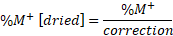 %M⁺ [dried] = %M⁺ / correction